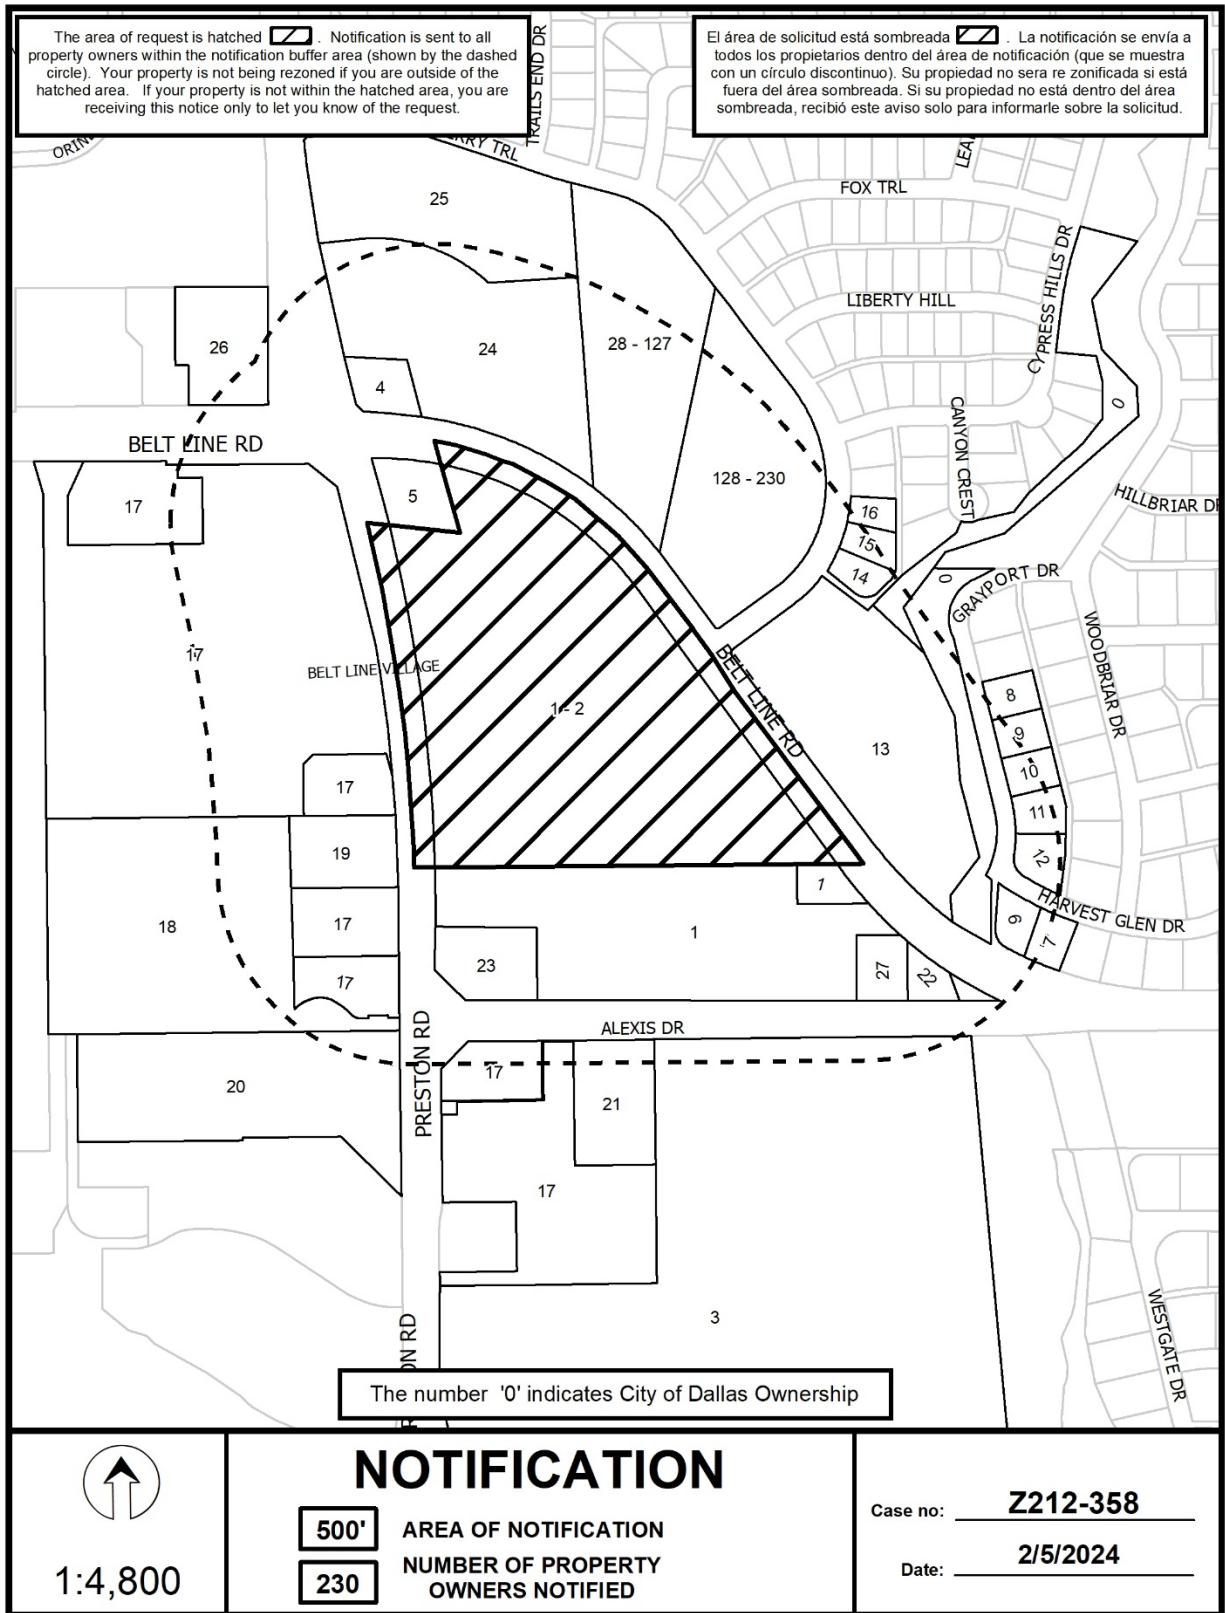 The area of request is hatched . Notification is sent to all
property owners within the notification buffer area (shown by the dashed
circle). Your property is not being rezoned if you are outside of the
hatched area. If your property is not within the hatched area, you are
receiving this notice only to let you know of the request.
El área de solicitud está sombreada . La notificación se envía a
todos los propietarios dentro del área de notificación (que se muestra
con un círculo discontinuo). Su propiedad no sera re zonificada si está
fuera del área sombreada. Si su propiedad no está dentro del área
sombreada, recibió este aviso solo para informarle sobre la solicitud.
TRAILS END DR
TRL
FOX TRL
25
CYPRESS HILLS DR
LIBERTY HILL
26
24
28 - 127
4
0
CANYON CREST
BELT LINE RD
128 - 230
5
17
16
HILLBRIAR DR
15
14
0
GRAYPORT DR
WOODBRIAR DR
17
BELT LINE VILLAGE
BELT LINE RD
8
1 - 2
9
13
10
17
11
19
12
1
HARVEST GLEN DR
18
17
1
6
7
23
27
22
17
ALEXIS DR
PRESTON RD
17
20
21
17
3
WESTGATE DR
ON RD
The number '0' indicates City of Dallas Ownership
1:4,800
NOTIFICATION
500' AREA OF NOTIFICATION
230 NUMBER OF PROPERTY
OWNERS NOTIFIED
Case no: Z212-358
Date: 2/5/2024